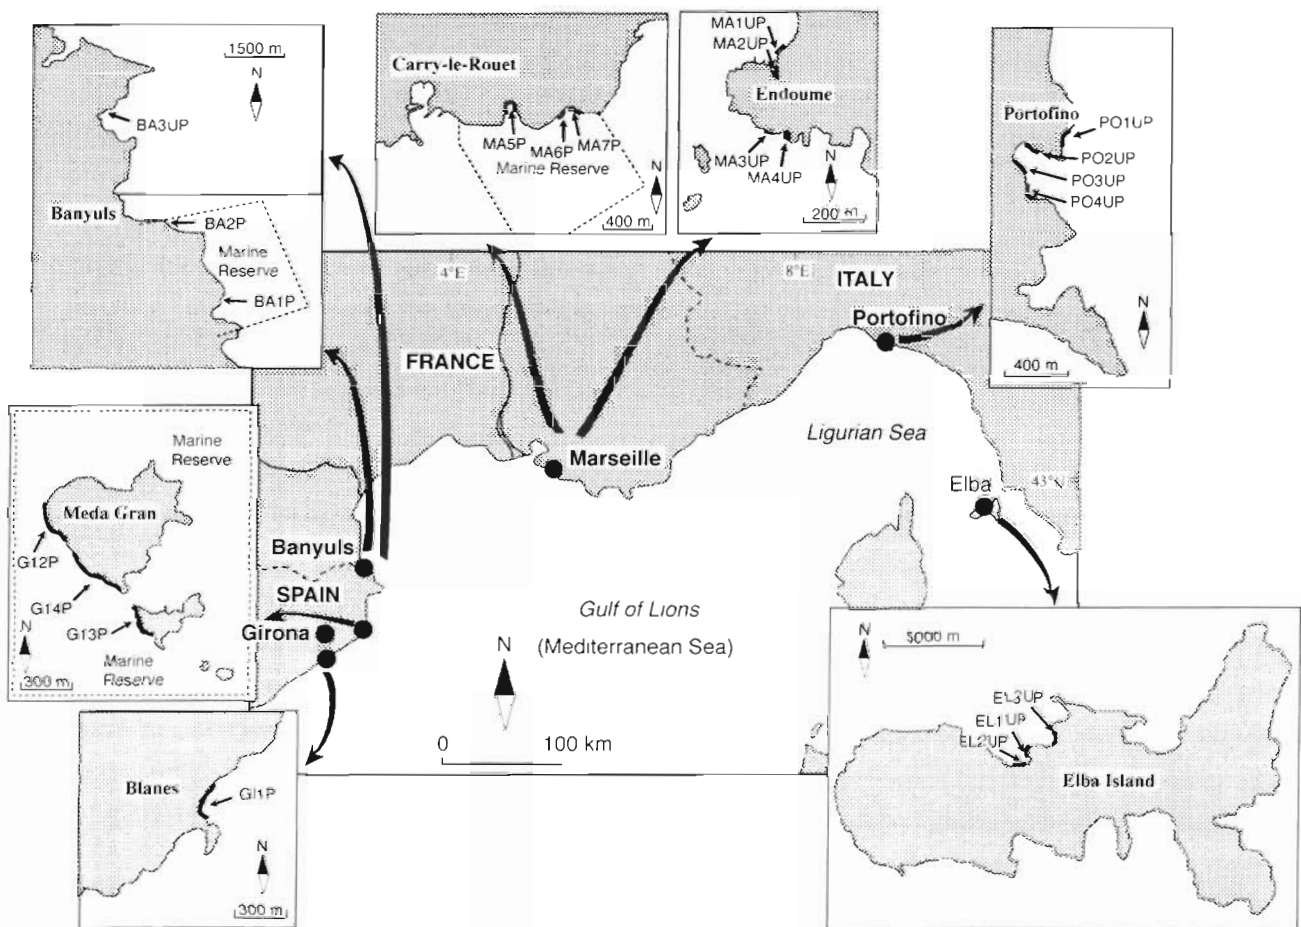 1500 m
N
BA3UP
Banyuls
BA2P
Marine
Reserve
BA1P
Carry-le-Rouet
MA5P
MA6P
MA7P
Marine Reserve
N
400 m
MA1UP
MA2UP
Endoume
MA3UP
MA4UP
N
200 m
Portofino
PO1UP
PO2UP
PO3UP
PO4UP
N
400 m
4°E
8°E
ITALY
Portofino
FRANCE
Marseille
Ligurian Sea
43°N
Elba
Banyuls
SPAIN
Girona
Gulf of Lions
(Mediterranean Sea)
N
0 100 km
Marine
Reserve
Meda Gran
G12P
G14P
G13P
N
300 m
Marine
Reserve
Blanes
GI1P
N
300 m
N
5000 m
EL3UP
EL1UP
EL2UP
Elba Island